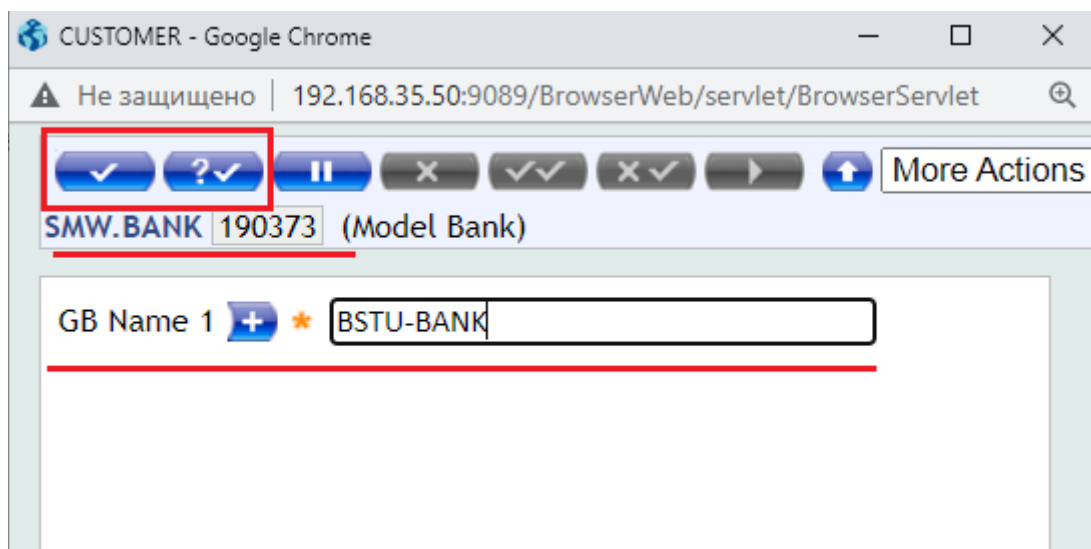 CUSTOMER - Google Chrome
Не защищено | 192.168.35.50:9089/BrowserWeb/servlet/BrowserServlet
More Actions
SMW.BANK 190373 (Model Bank)
GB Name 1 * BSTU-BANK